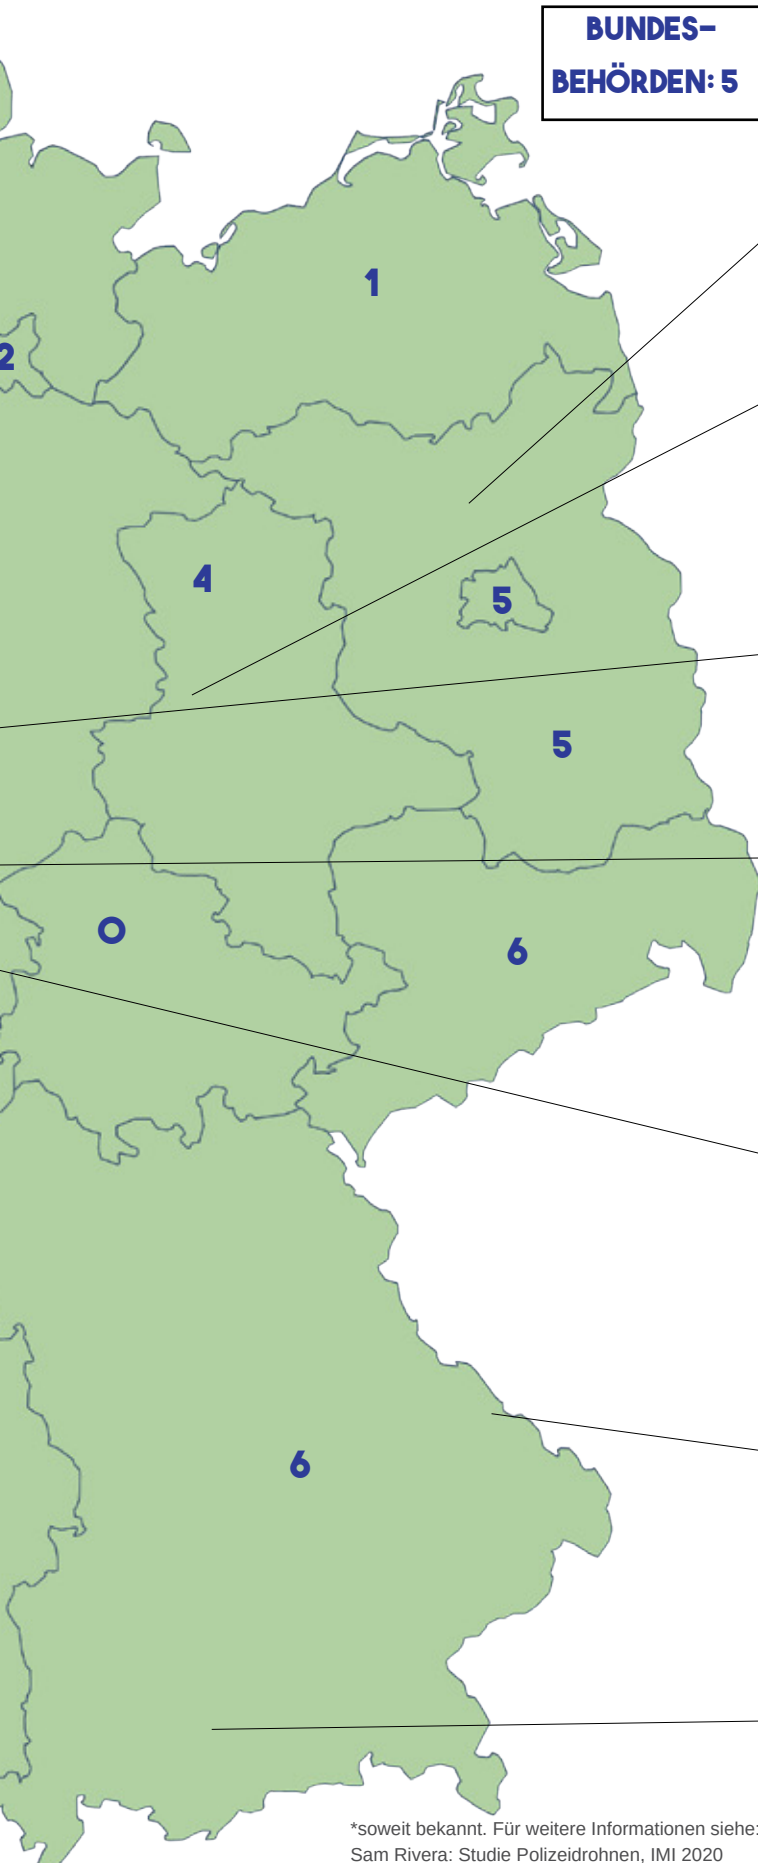 BUNDES-
BEHÖRDEN: 5
1
2
4
5
5
0
6
6
*soweit bekannt. Für weitere Informationen siehe:
Sam Rivera: Studie Polizeidrohnen, IMI 2020